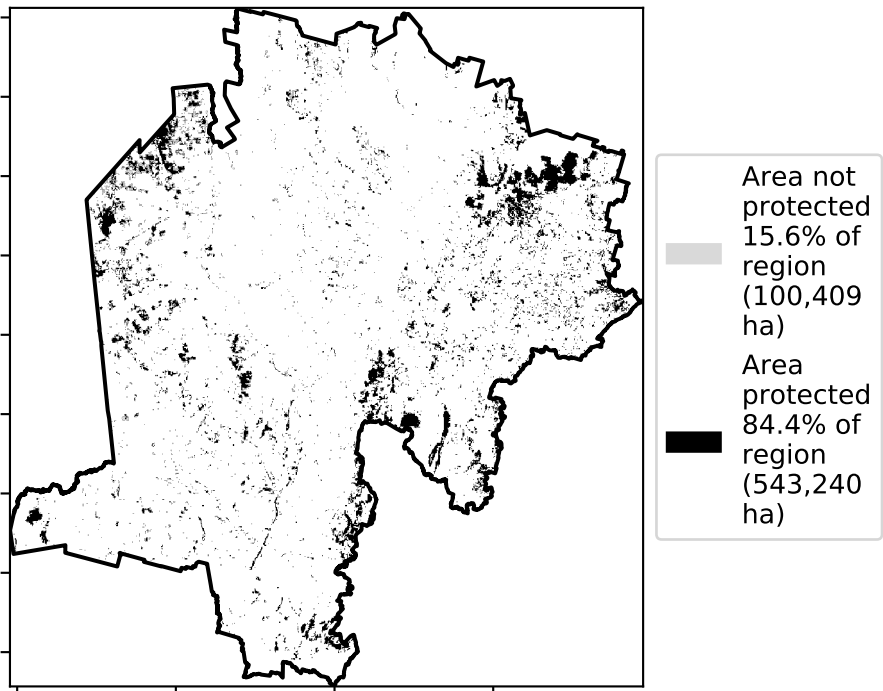 Area not
protected
15.6% of
region
(100,409
ha)
Area
protected
84.4% of
region
(543,240
ha)